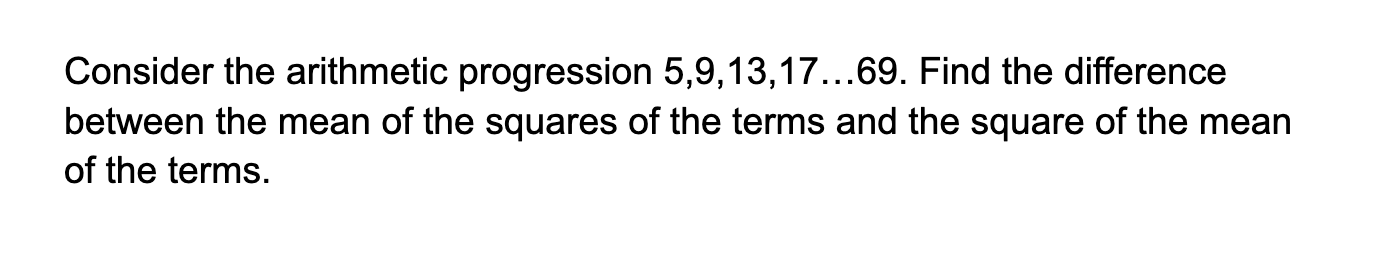 Consider the arithmetic progression 5,9,13,17...69. Find the difference
between the mean of the squares of the terms and the square of the mean
of the terms.